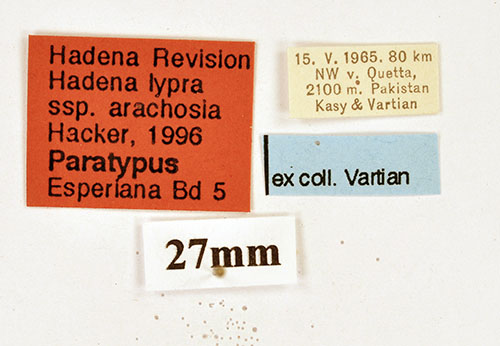 Hadena Revision
Hadena lypra
ssp. arachosia
Hacker, 1996
Paratypus
Esperiana Bd 5
15. V. 1965. 80 km
NW v. Quetta,
2100 m. Pakistan
Kasy & Vartian
ex coll. Vartian
27mm